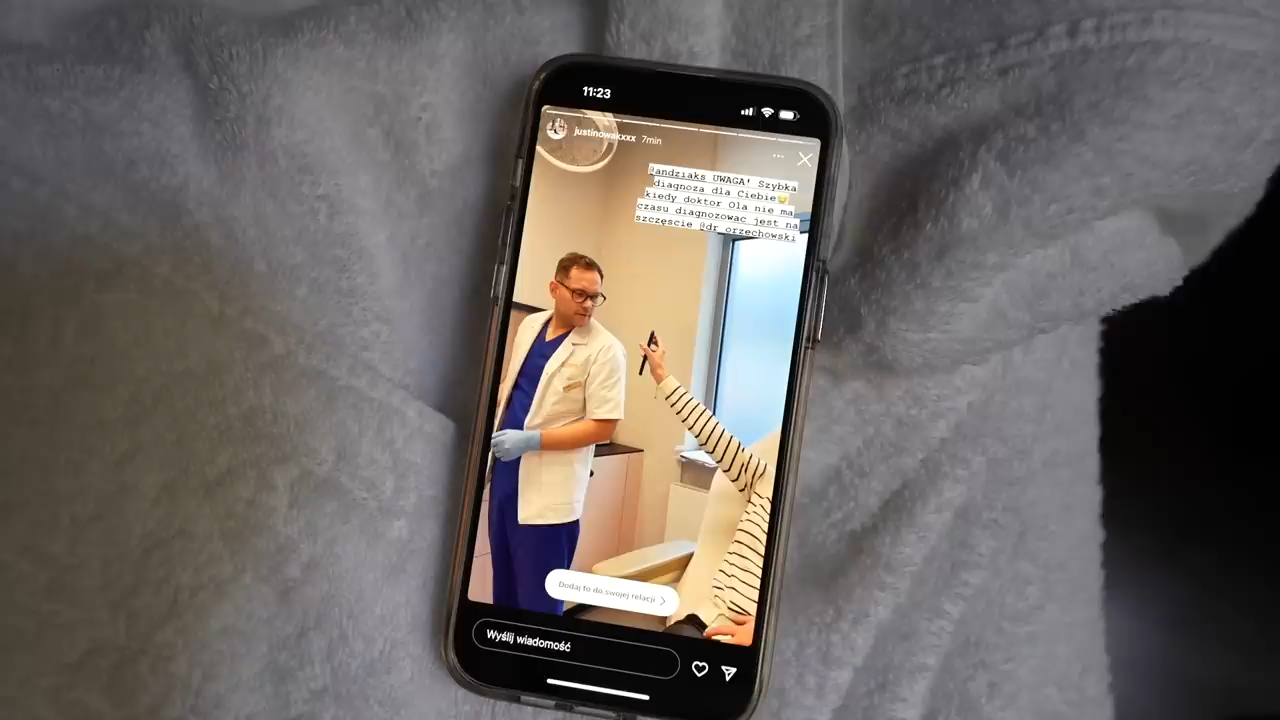 11:23
justinowakxxx 7min
@andziaks UWAGA! Szybka
diagnoza dla Ciebie😅
kiedy doktor Ola nie ma
czasu diagnozować jest na
szczęście @dr_orzechowski
Dodaj to do swojej relacji
Wyślij wiadomość